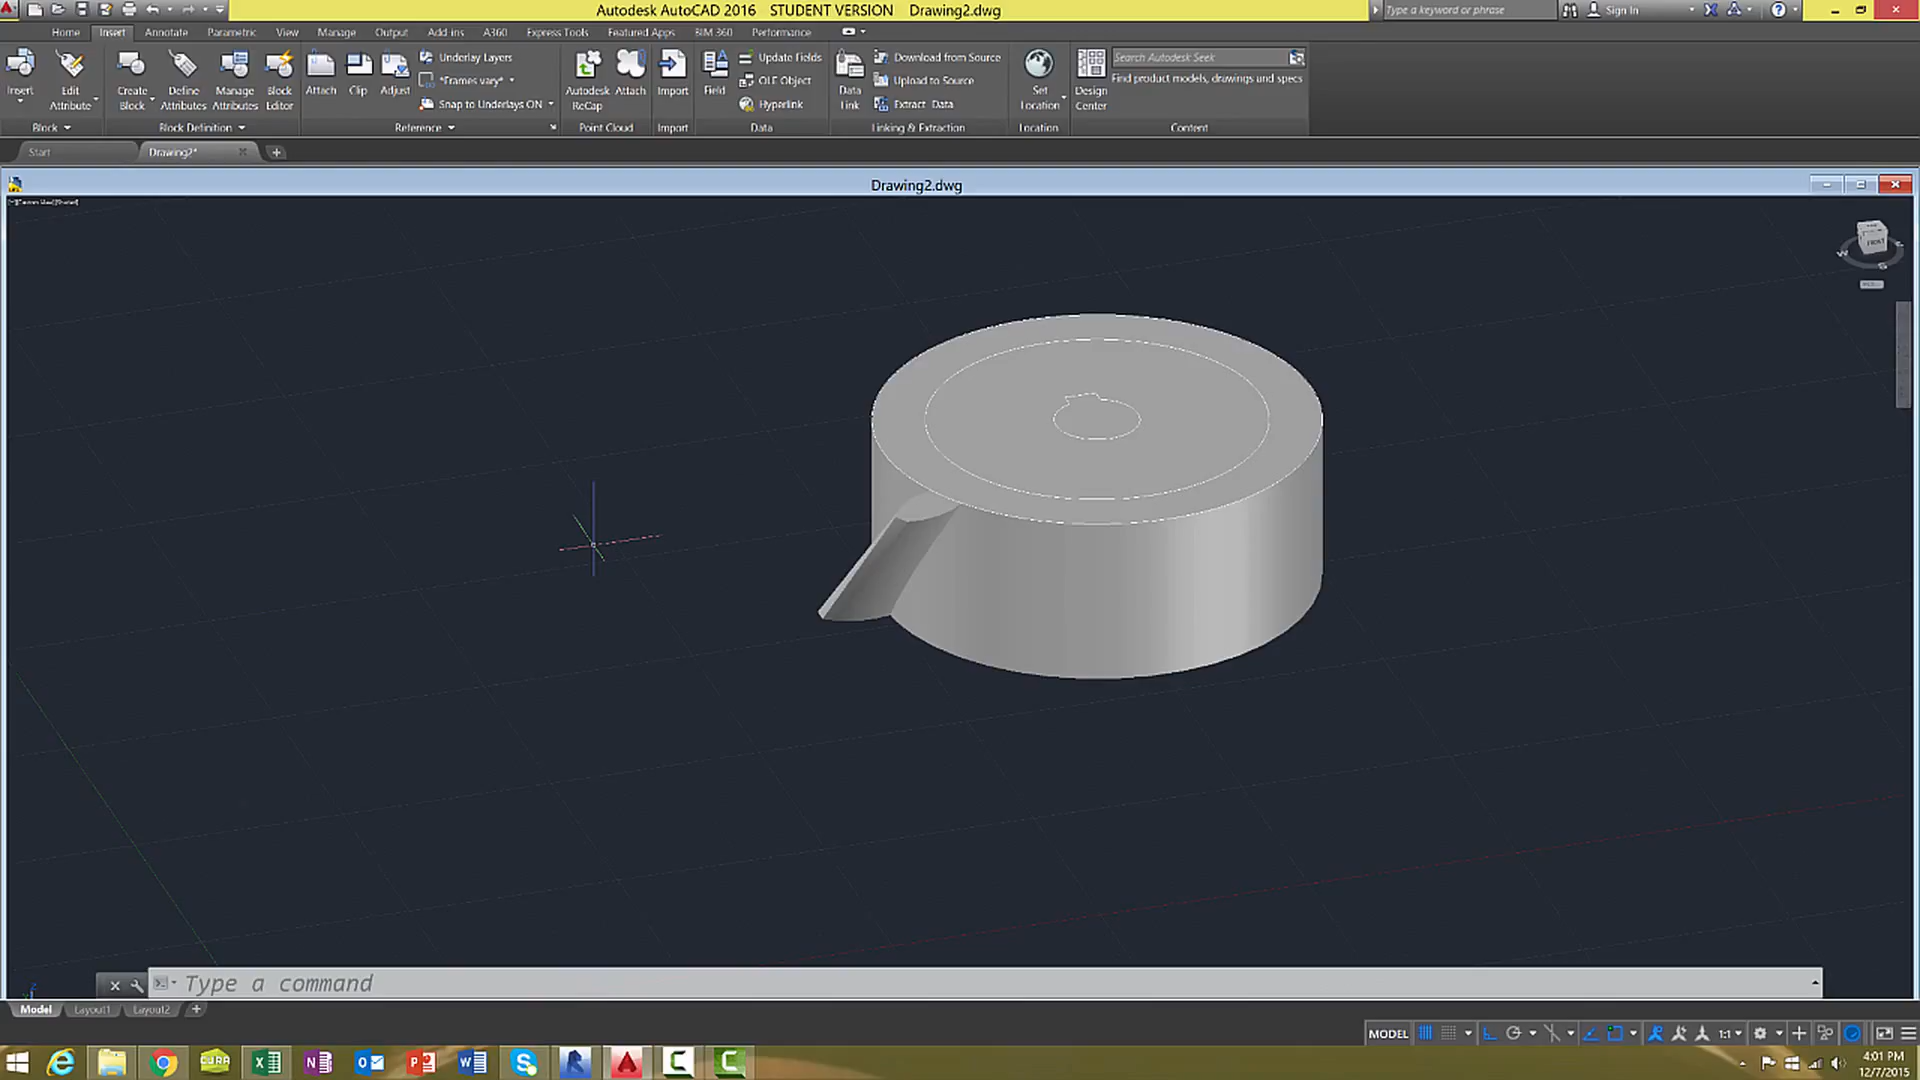 Autodesk AutoCAD 2016 STUDENT VERSION Drawing2.dwg
Type a keyword or phrase
Sign In
Home Insert Annotate Parametric View Manage Output Add-ins A360 Express Tools Featured Apps BIM 360 Performance
Insert
Edit Attribute
Block
Create Block
Define Attributes
Manage Attributes
Block Editor
Block Definition
Attach
Clip
Adjust
Underlay Layers
*Frames vary*
Snap to Underlays ON
Reference
Autodesk ReCap
Attach
Point Cloud
Import
Import
Field
Update Fields
OLE Object
Hyperlink
Data
Data Link
Download from Source
Upload to Source
Extract Data
Linking & Extraction
Set Location
Location
Design Center
Search Autodesk Seek
Find product models, drawings and specs
Content
Start
Drawing2*
Drawing2.dwg
FRONT
W
S
Type a command
Model
Layout1
Layout2
MODEL
1:1
CURA
4:01 PM
12/7/2015